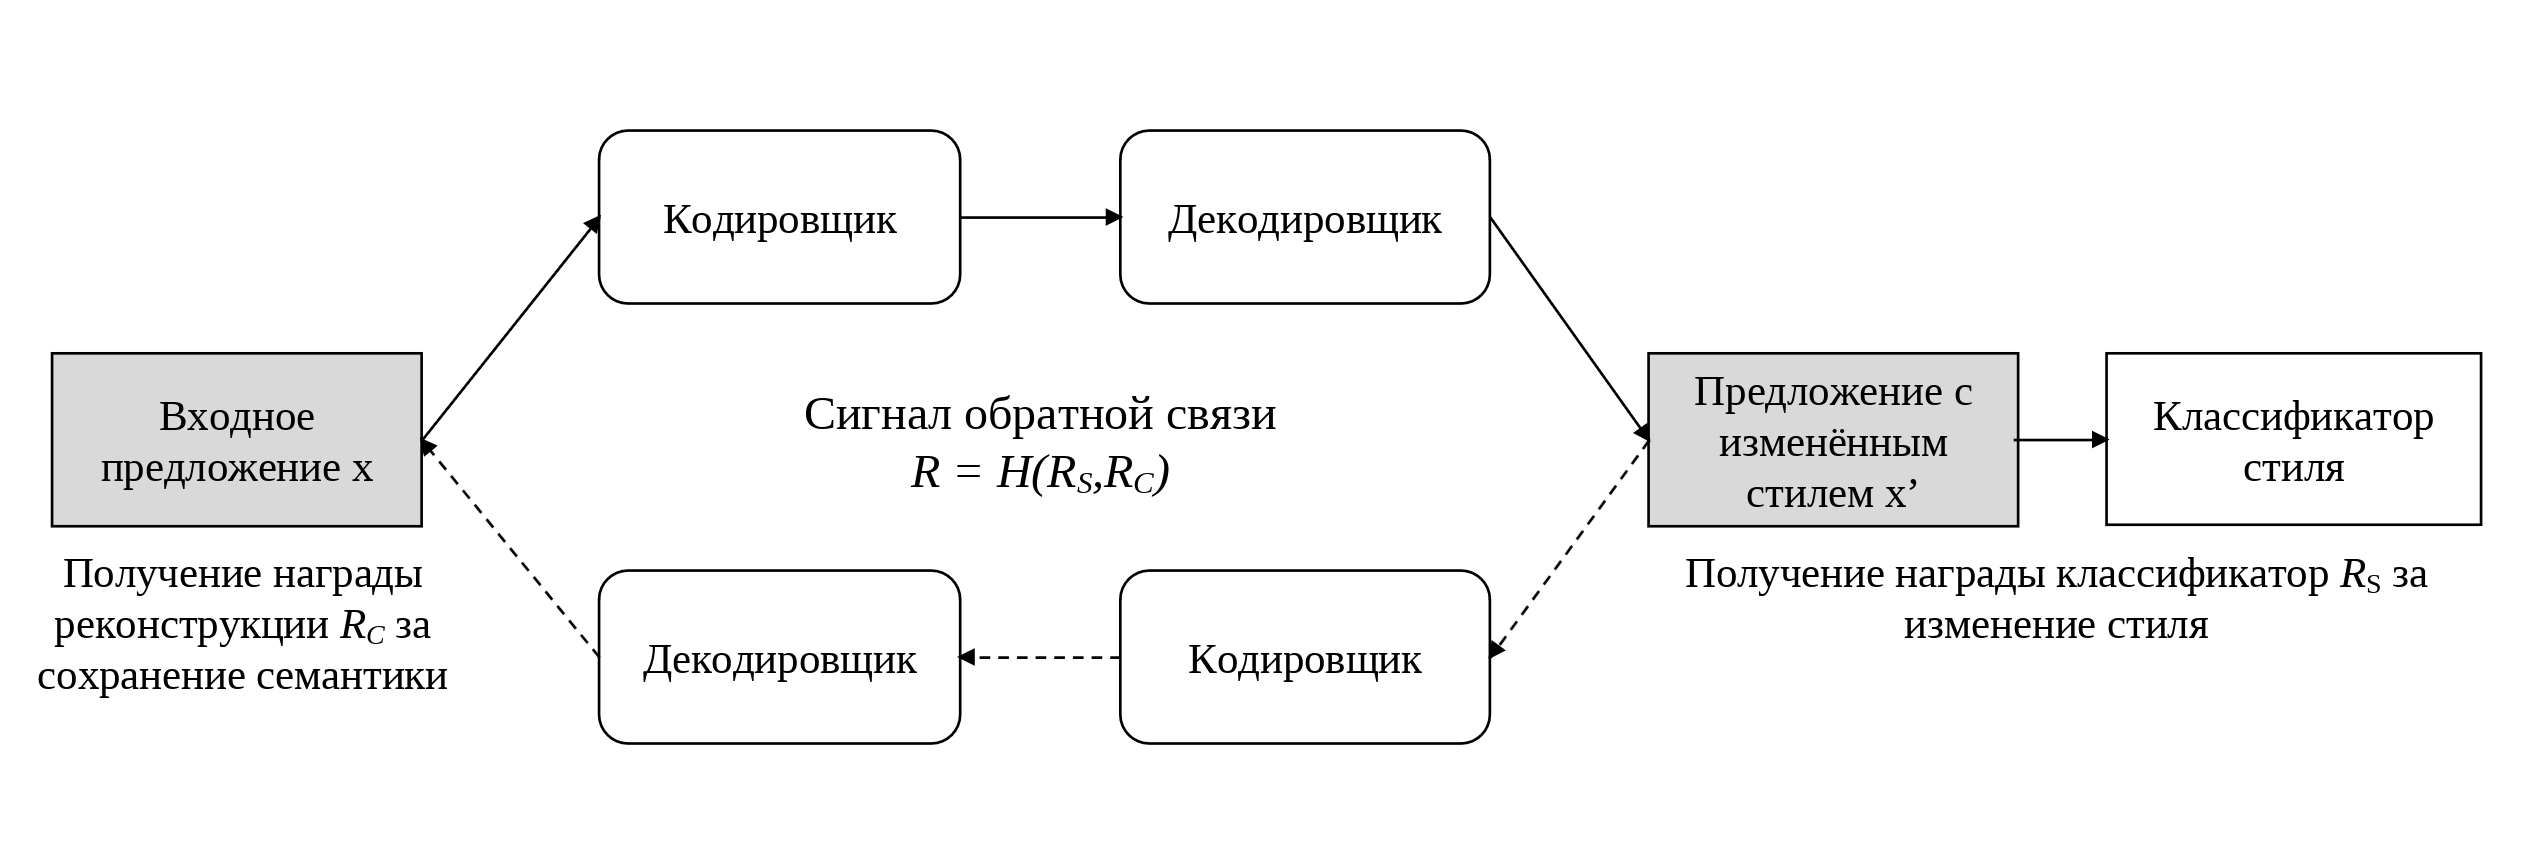 Кодировщик
Декодировщик
Входное
предложение x
Сигнал обратной связи
R = H(R_S,R_C)
Предложение с
изменённым
стилем x’
Классификатор
стиля
Получение награды
реконструкции R_C за
сохранение семантики
Декодировщик
Кодировщик
Получение награды классификатор R_S за
изменение стиля